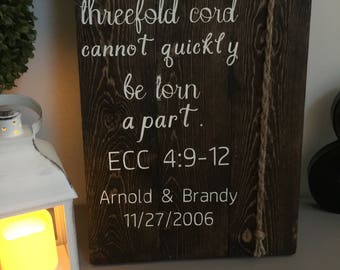 threefold cord
cannot quickly
be torn
apart.
ECC 4:9-12
Arnold & Brandy
11/27/2006